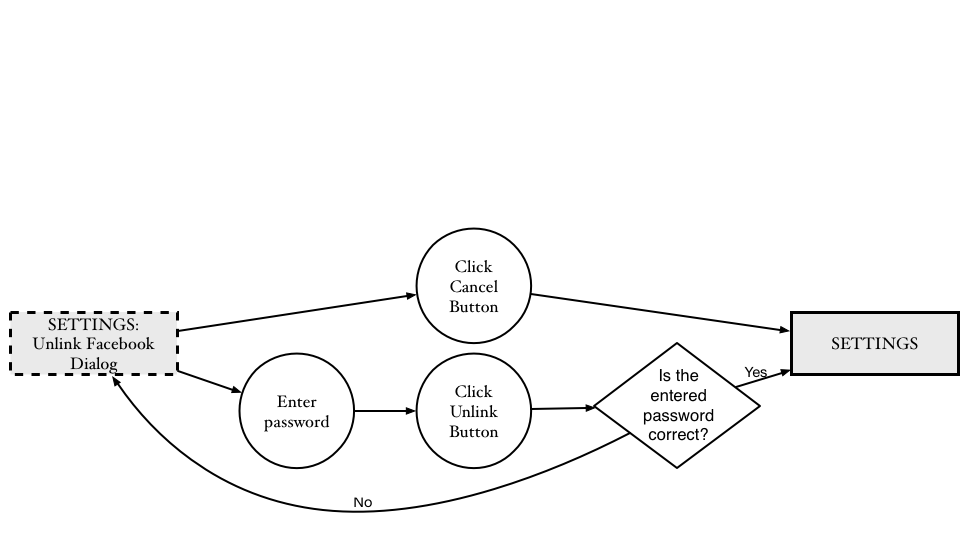 Click
Cancel
Button
SETTINGS:
Unlink Facebook
Dialog
SETTINGS
Enter
password
Click
Unlink
Button
Is the
entered
password
correct?
Yes
No